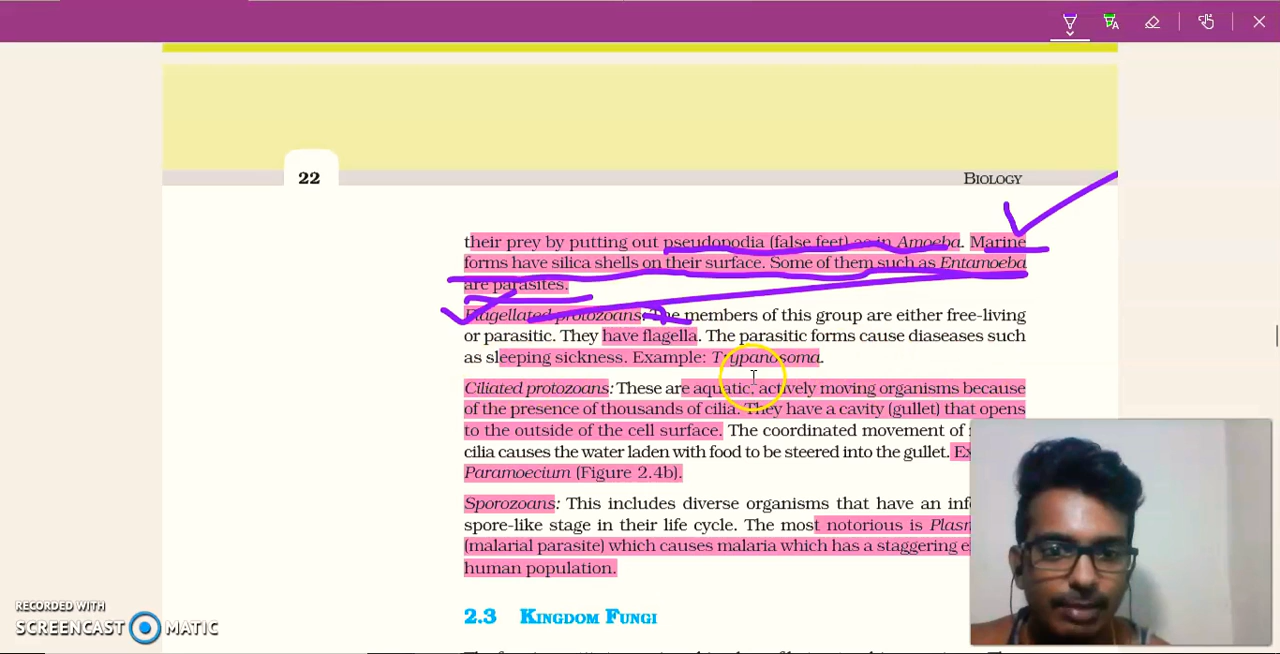 22
BIOLOGY
their prey by putting out pseudopodia (false feet) as in Amoeba. Marine
forms have silica shells on their surface. Some of them such as Entamoeba
are parasites.
Flagellated protozoans: The members of this group are either free-living
or parasitic. They have flagella. The parasitic forms cause diaseases such
as sleeping sickness. Example: Trypanosoma.
Ciliated protozoans: These are aquatic, actively moving organisms because
of the presence of thousands of cilia. They have a cavity (gullet) that opens
to the outside of the cell surface. The coordinated movement of
cilia causes the water laden with food to be steered into the gullet.
Paramoecium (Figure 2.4b).
Sporozoans: This includes diverse organisms that have an
spore-like stage in their life cycle. The most notorious is
(malarial parasite) which causes malaria which has a staggering
human population.
2.3 KINGDOM FUNGI
RECORDED WITH
SCREENCAST MATIC